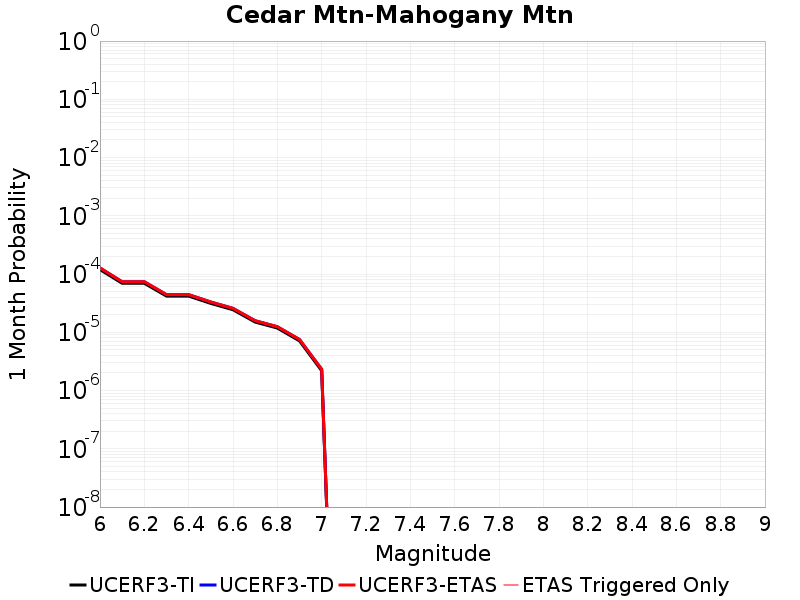 Cedar Mtn-Mahogany Mtn
1 Month Probability
10^0
10^-1
10^-2
10^-3
10^-4
10^-5
10^-6
10^-7
10^-8
6 6.2 6.4 6.6 6.8 7 7.2 7.4 7.6 7.8 8 8.2 8.4 8.6 8.8 9
Magnitude
UCERF3-TI UCERF3-TD UCERF3-ETAS ETAS Triggered Only